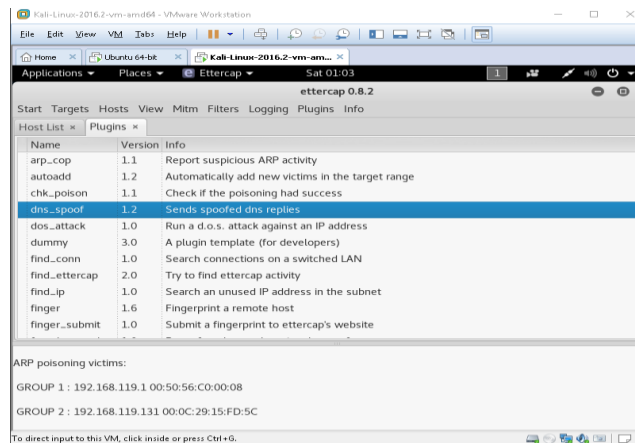 Kali-Linux-2016.2-vm-amd64 - VMware Workstation
File Edit View VM Tabs Help
Home Ubuntu 64-bit Kali-Linux-2016.2-vm-am...
Applications Places Ettercap Sat 01:03 1
ettercap 0.8.2
Start Targets Hosts View Mitm Filters Logging Plugins Info
Host List × Plugins ×
Name Version Info
arp_cop 1.1 Report suspicious ARP activity
autoadd 1.2 Automatically add new victims in the target range
chk_poison 1.1 Check if the poisoning had success
dns_spoof 1.2 Sends spoofed dns replies
dos_attack 1.0 Run a d.o.s. attack against an IP address
dummy 3.0 A plugin template (for developers)
find_conn 1.0 Search connections on a switched LAN
find_ettercap 2.0 Try to find ettercap activity
find_ip 1.0 Search an unused IP address in the subnet
finger 1.6 Fingerprint a remote host
finger_submit 1.0 Submit a fingerprint to ettercap's website
ARP poisoning victims:
GROUP 1 : 192.168.119.1 00:50:56:C0:00:08
GROUP 2 : 192.168.119.131 00:0C:29:15:FD:5C
To direct input to this VM, click inside or press Ctrl+G.